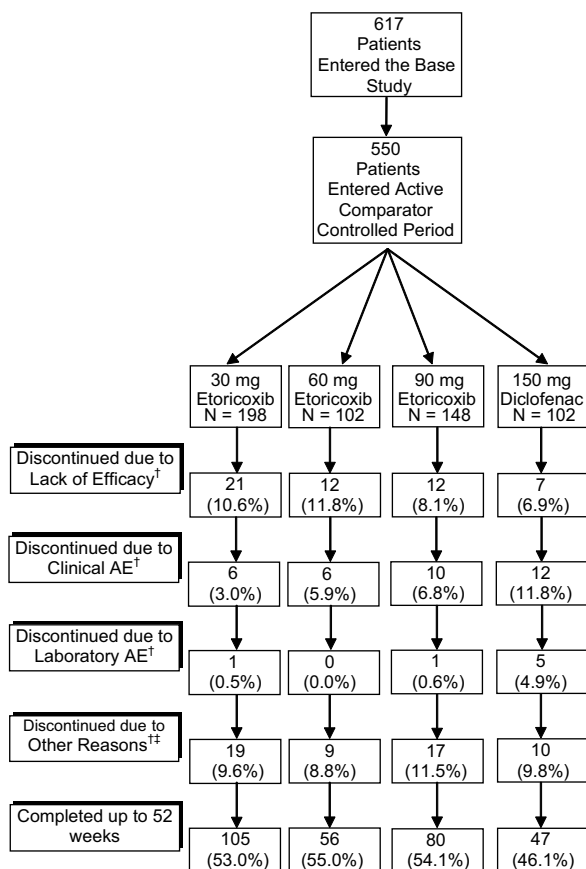 617
Patients
Entered the Base
Study
550
Patients
Entered Active
Comparator
Controlled Period
30 mg
Etoricoxib
N = 198
60 mg
Etoricoxib
N = 102
90 mg
Etoricoxib
N = 148
150 mg
Diclofenac
N = 102
Discontinued due to
Lack of Efficacy†
21
(10.6%)
12
(11.8%)
12
(8.1%)
7
(6.9%)
Discontinued due to
Clinical AE†
6
(3.0%)
6
(5.9%)
10
(6.8%)
12
(11.8%)
Discontinued due to
Laboratory AE†
1
(0.5%)
0
(0.0%)
1
(0.6%)
5
(4.9%)
Discontinued due to
Other Reasons†‡
19
(9.6%)
9
(8.8%)
17
(11.5%)
10
(9.8%)
Completed up to 52
weeks
105
(53.0%)
56
(55.0%)
80
(54.1%)
47
(46.1%)